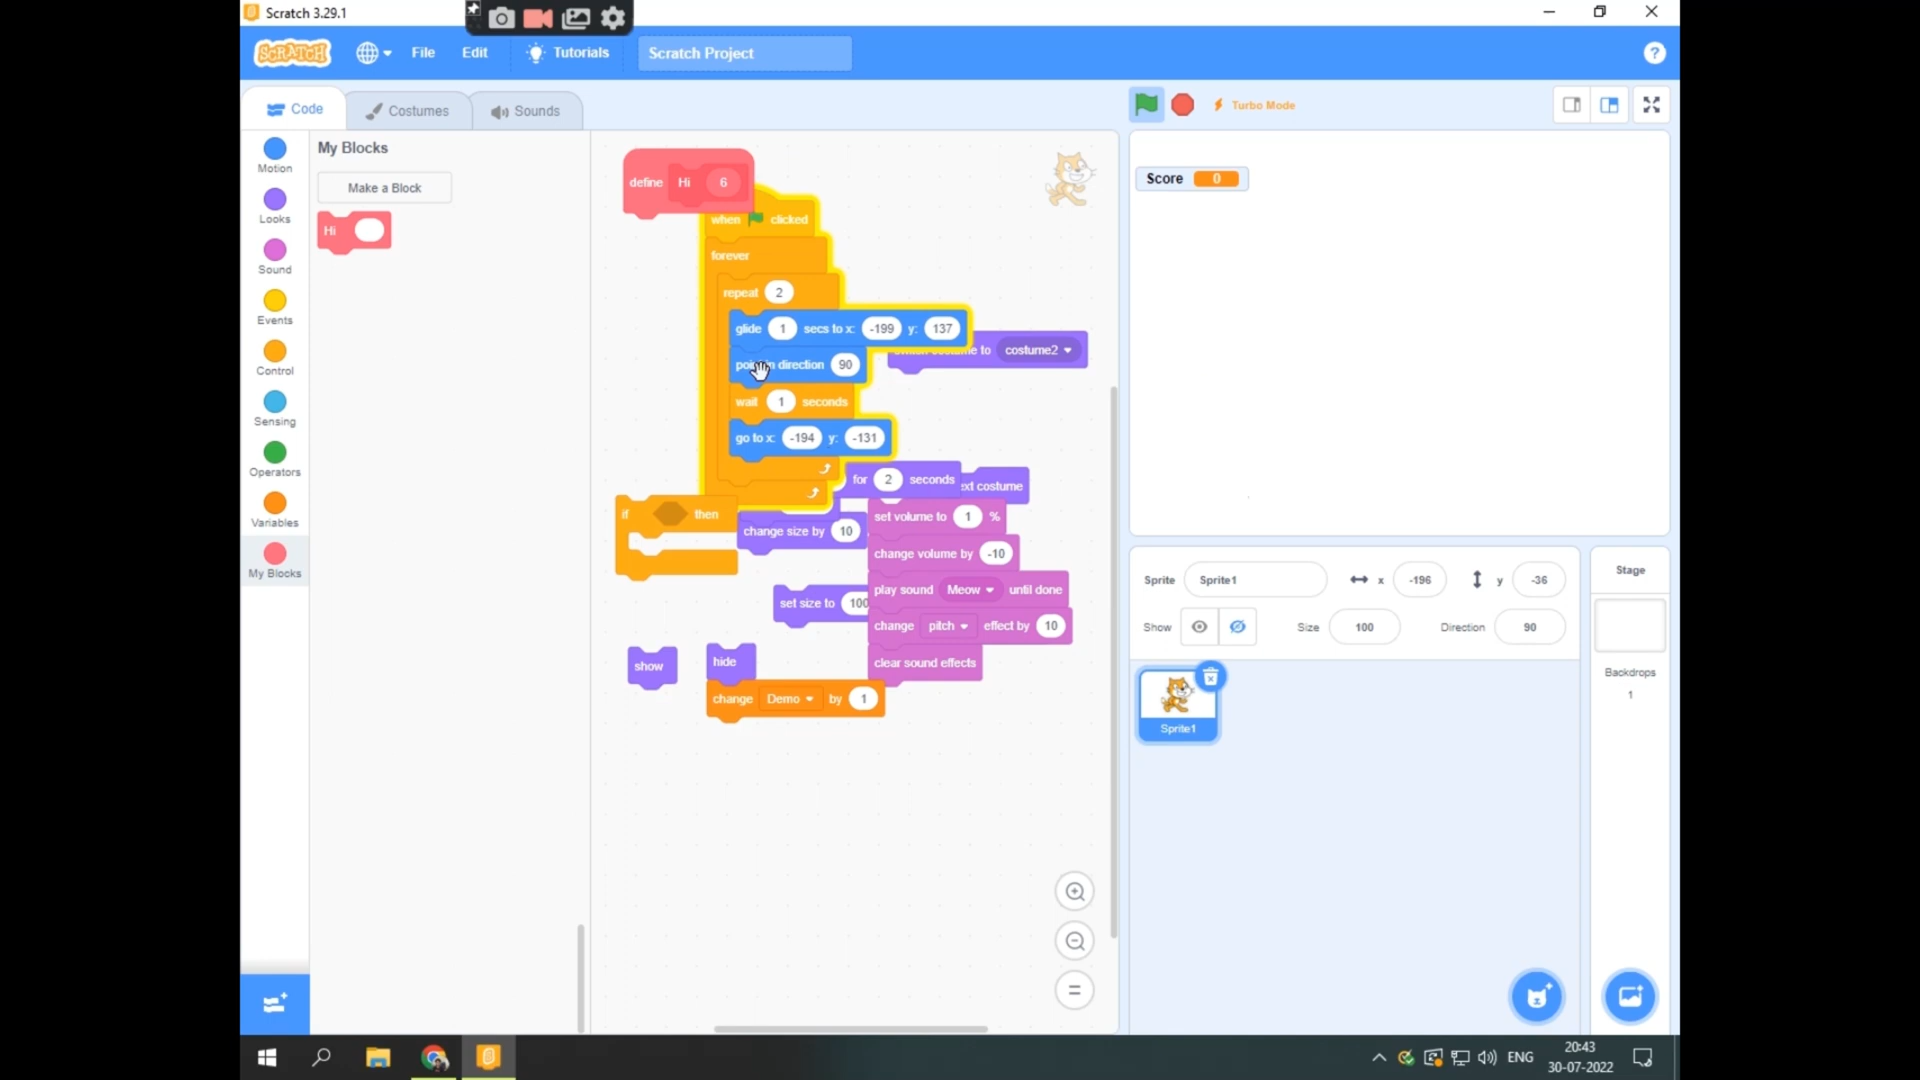 Scratch 3.29.1
SCRATCH
File
Edit
Tutorials
Scratch Project
?
Code
Costumes
Sounds
Turbo Mode
Motion
Looks
Sound
Events
Control
Sensing
Operators
Variables
My Blocks
My Blocks
Make a Block
Hi
define Hi 6
when clicked
forever
repeat 2
glide 1 secs to x: -199 y: 137
to costume2
direction 90
wait 1 seconds
go to x: -194 y: -131
for 2 seconds
costume
if then
change size by 10
set volume to 1 %
change volume by -10
set size to 100
play sound Meow until done
change pitch effect by 10
clear sound effects
show
hide
change Demo by 1
Score 0
Sprite Sprite1 x -196 y -36
Show Size 100 Direction 90
Sprite1
Stage
Backdrops
1
ENG
20:43
30-07-2022